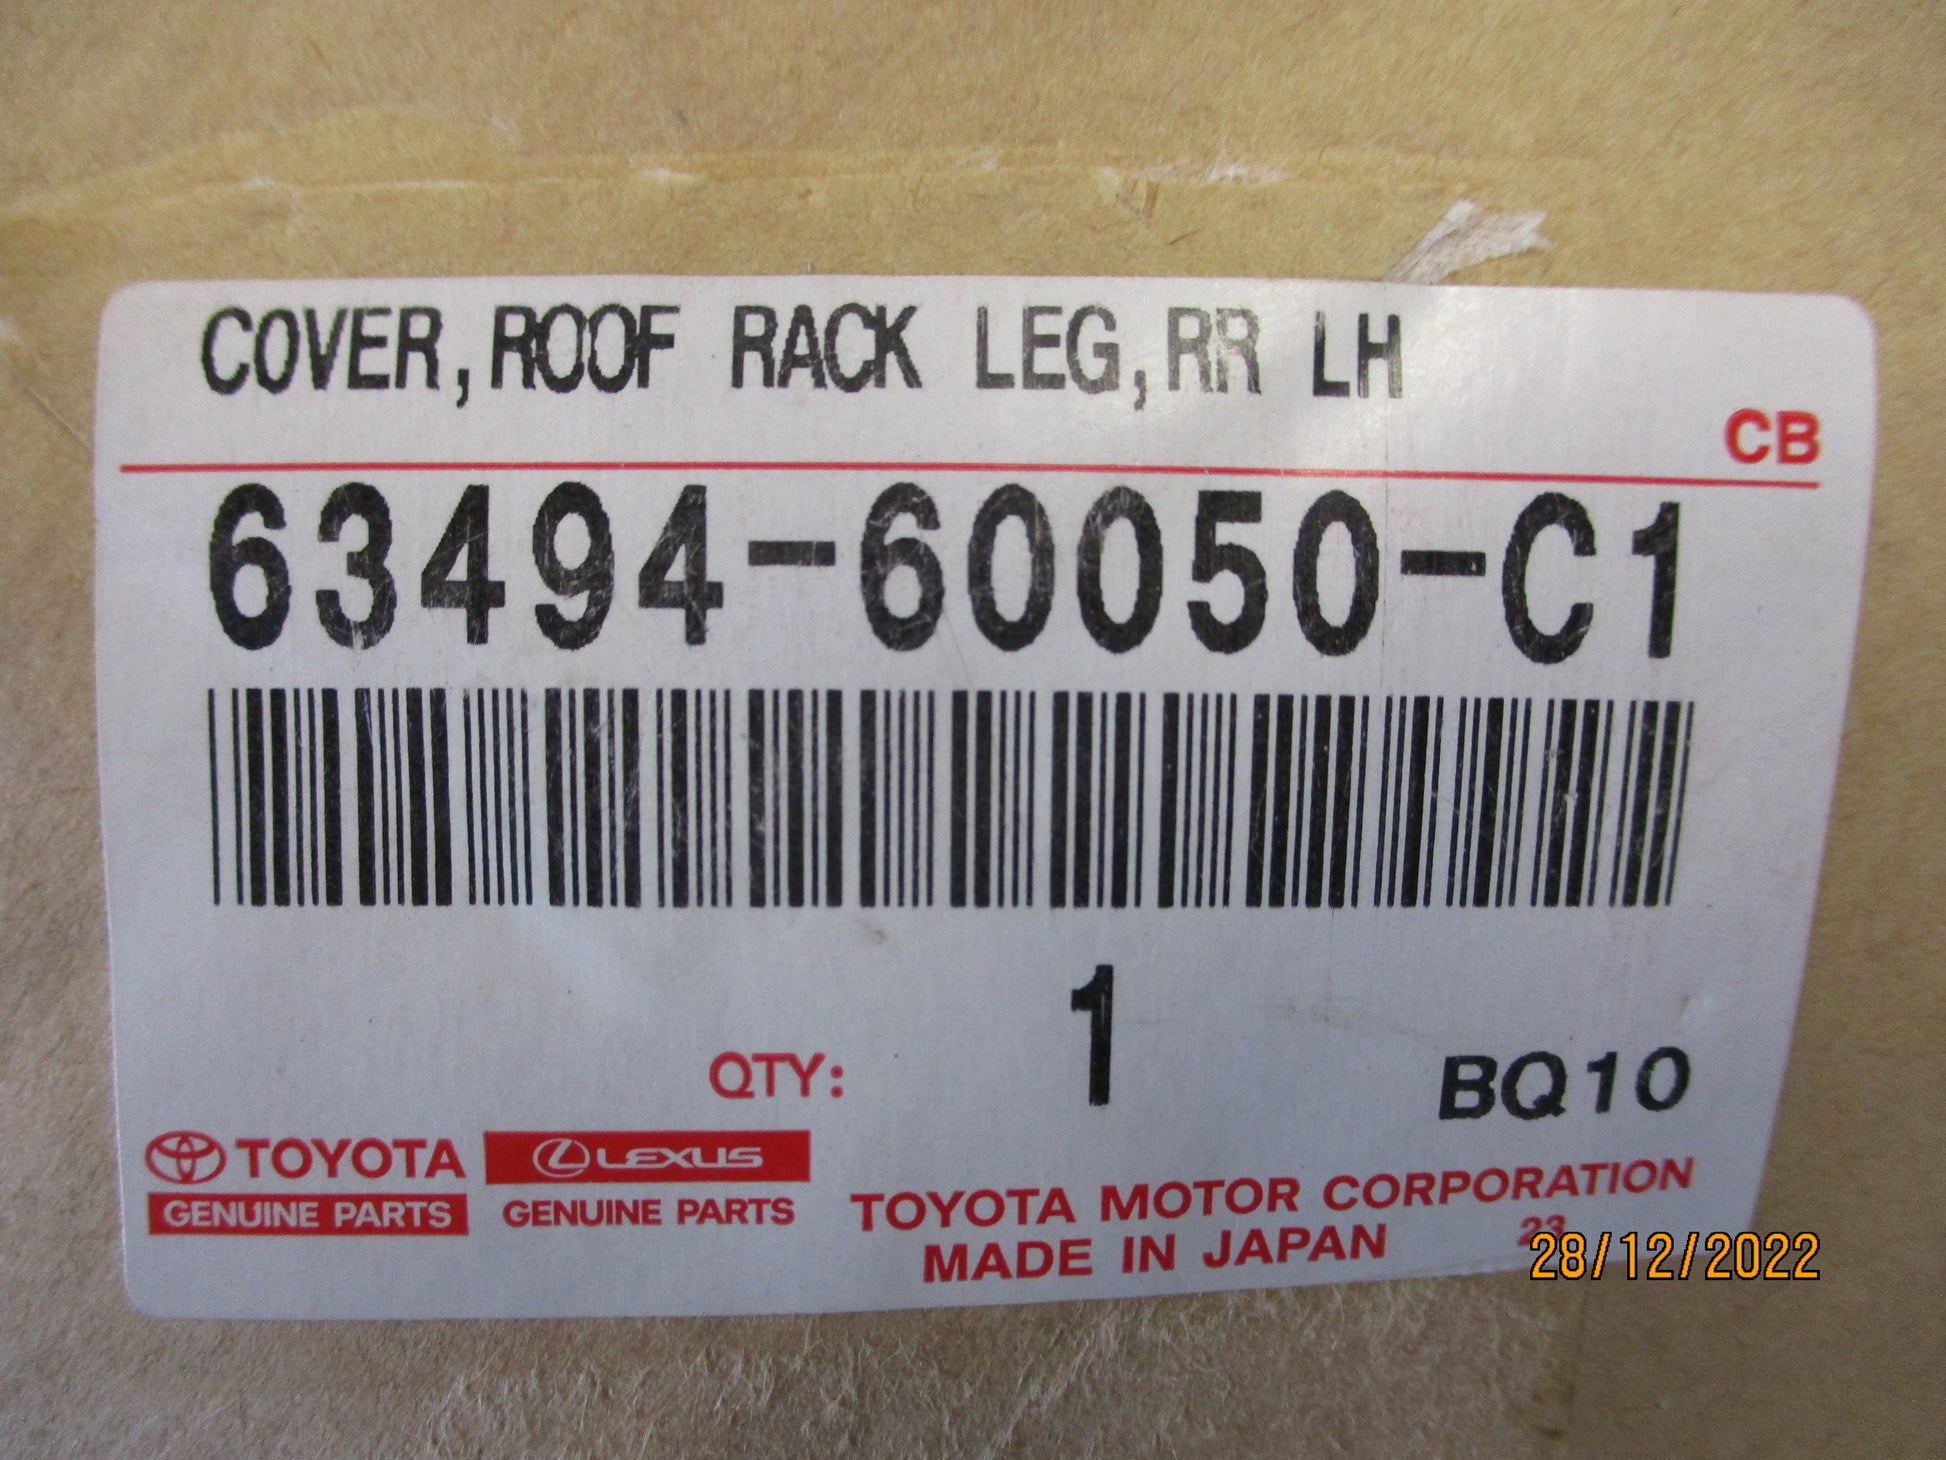 COVER,ROOF RACK LEG,RR LH
CB
63494-60050-C1
QTY: 1
BQ10
TOYOTA
GENUINE PARTS
LEXUS
GENUINE PARTS
TOYOTA MOTOR CORPORATION
MADE IN JAPAN 23
28/12/2022